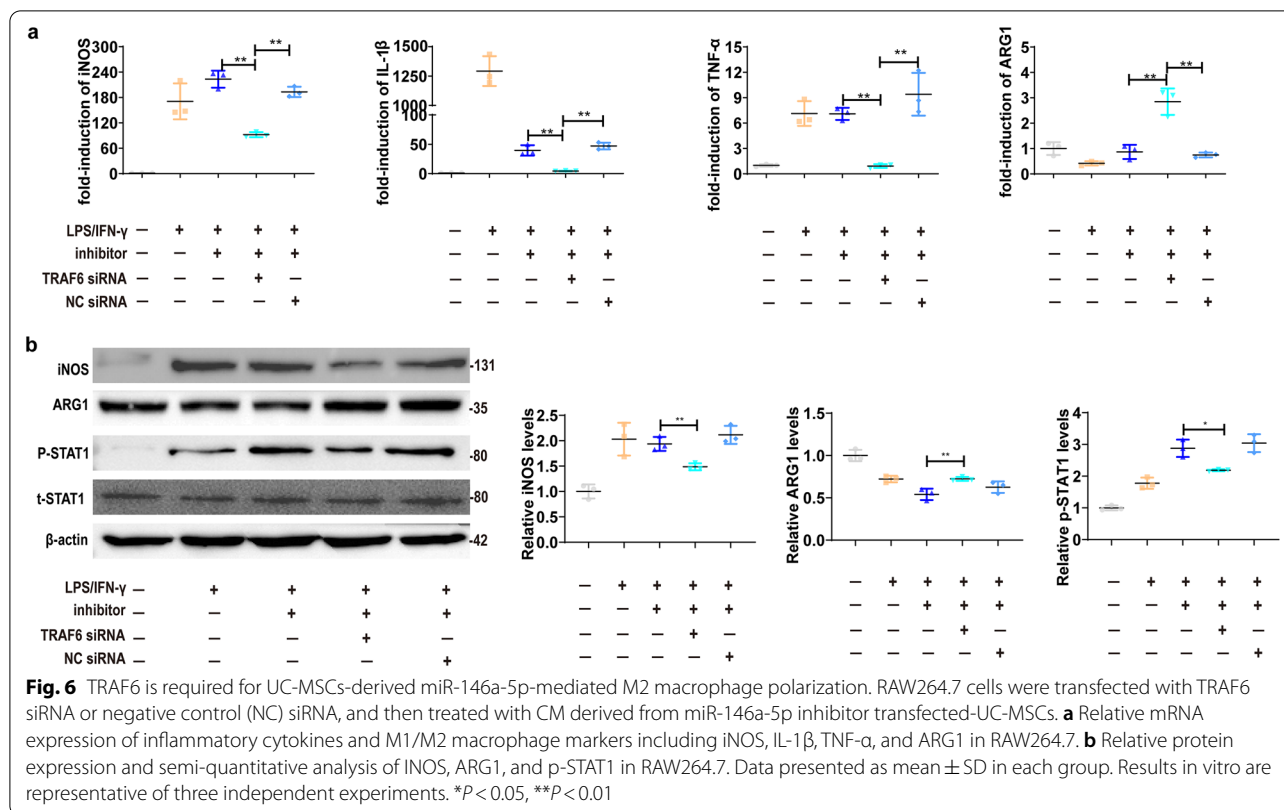 a
fold-induction of iNOS
300
240
180
120
60
0
**
**
fold-induction of IL-1β
1500
1250
1000
100
50
0
**
**
fold-induction of TNF-α
15
12
9
6
3
0
**
**
fold-induction of ARG1
5
4
3
2
1
0
**
**
LPS/IFN-γ — + + + + — + + + + — + + + + — + + + +
inhibitor — — + + + — — + + + — — + + + — — + + +
TRAF6 siRNA — — — + — — — — + — — — — + — — — — + —
NC siRNA — — — — + — — — — + — — — — + — — — — +
b
iNOS -131
ARG1 -35
P-STAT1 -80
t-STAT1 -80
β-actin -42
LPS/IFN-γ — + + + +
inhibitor — — + + +
TRAF6 siRNA — — — + —
NC siRNA — — — — +
Relative iNOS levels
2.5
2.0
1.5
1.0
0.5
0.0
**
— + + + +
— — + + +
— — — + —
— — — — +
Relative ARG1 levels
1.5
1.0
0.5
0.0
**
— + + + +
— — + + +
— — — + —
— — — — +
Relative p-STAT1 levels
4
3
2
1
0
*
— + + + +
— — + + +
— — — + —
— — — — +
Fig. 6 TRAF6 is required for UC-MSCs-derived miR-146a-5p-mediated M2 macrophage polarization. RAW264.7 cells were transfected with TRAF6
siRNA or negative control (NC) siRNA, and then treated with CM derived from miR-146a-5p inhibitor transfected-UC-MSCs. a Relative mRNA
expression of inflammatory cytokines and M1/M2 macrophage markers including iNOS, IL-1β, TNF-α, and ARG1 in RAW264.7. b Relative protein
expression and semi-quantitative analysis of INOS, ARG1, and p-STAT1 in RAW264.7. Data presented as mean ± SD in each group. Results in vitro are
representative of three independent experiments. *P < 0.05, **P < 0.01